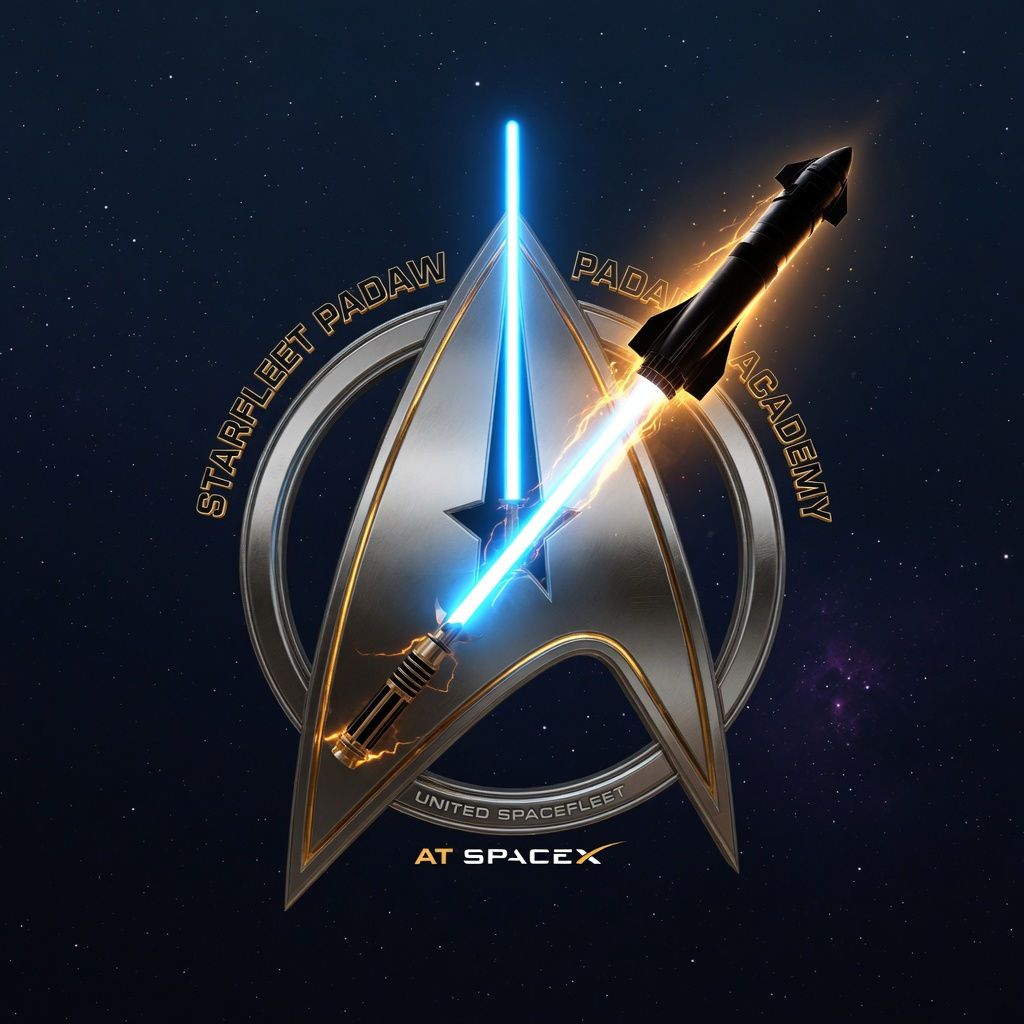 STARFLEET PADAW
PADA
ACADEMY
UNITED SPACEFLEET
AT SPACEX